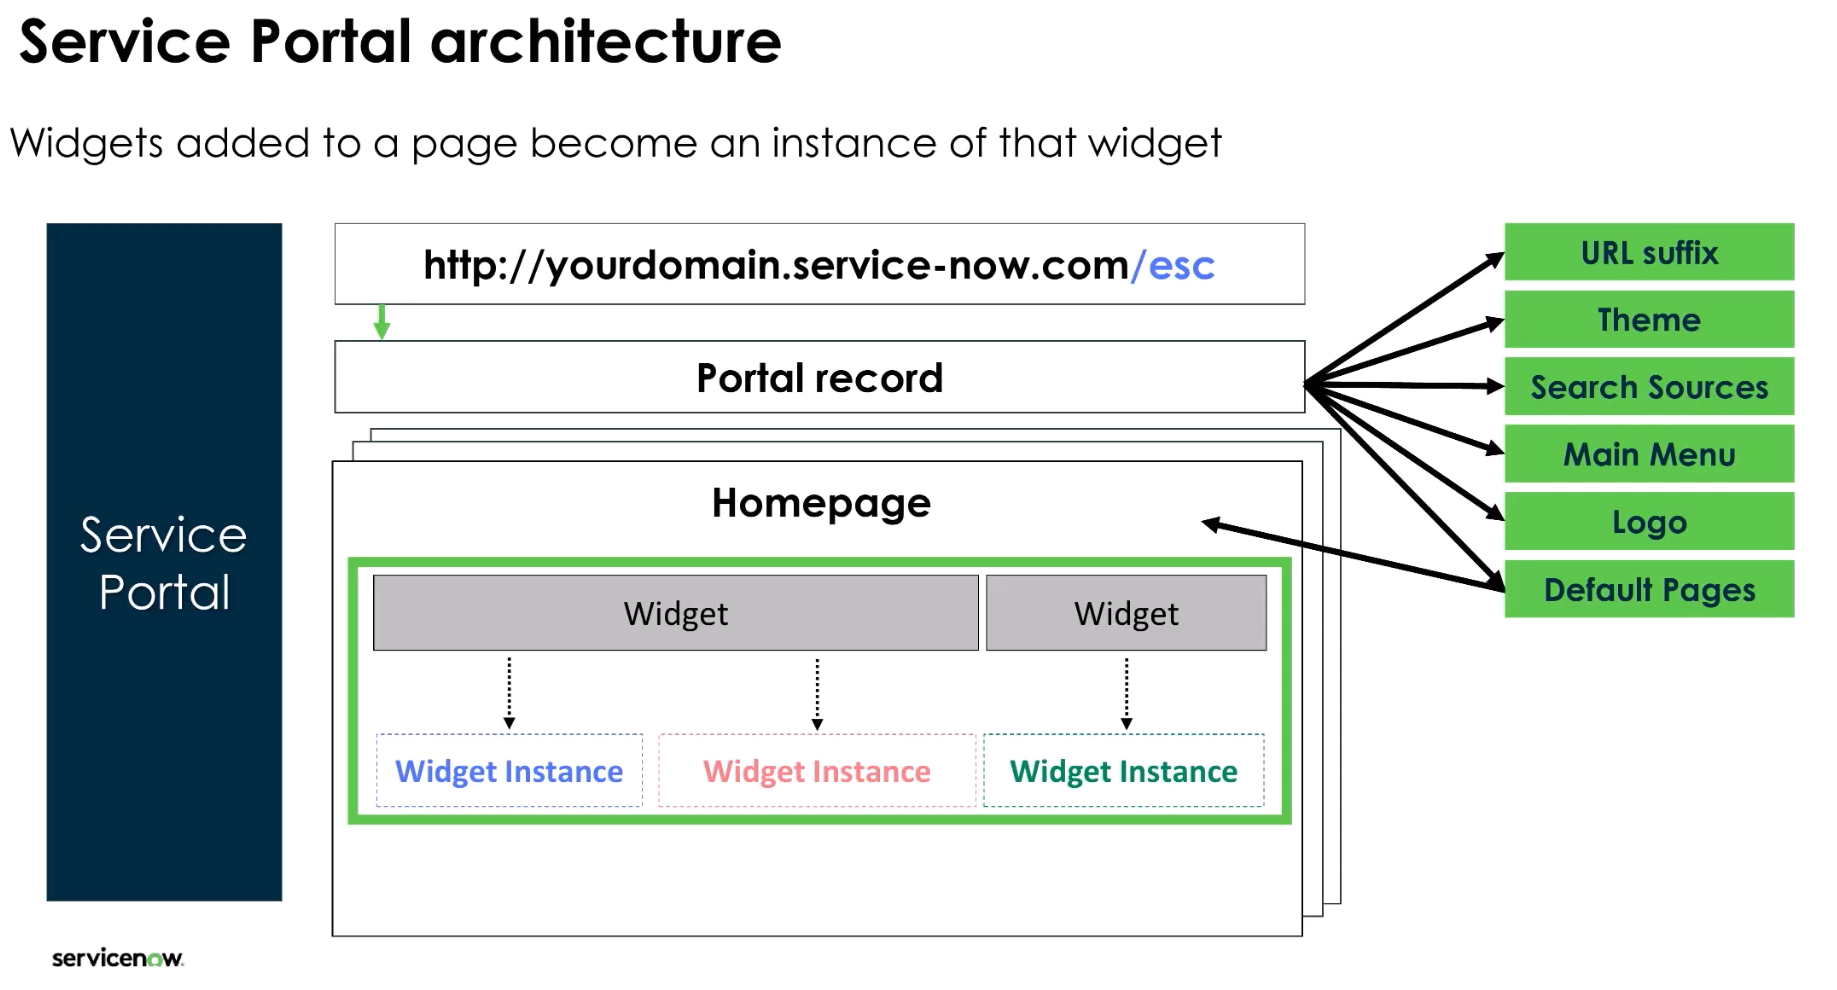 Service Portal architecture
Widgets added to a page become an instance of that widget
Service
Portal
http://yourdomain.service-now.com/esc
Portal record
Homepage
Widget
Widget
Widget Instance
Widget Instance
Widget Instance
URL suffix
Theme
Search Sources
Main Menu
Logo
Default Pages
servicenow.